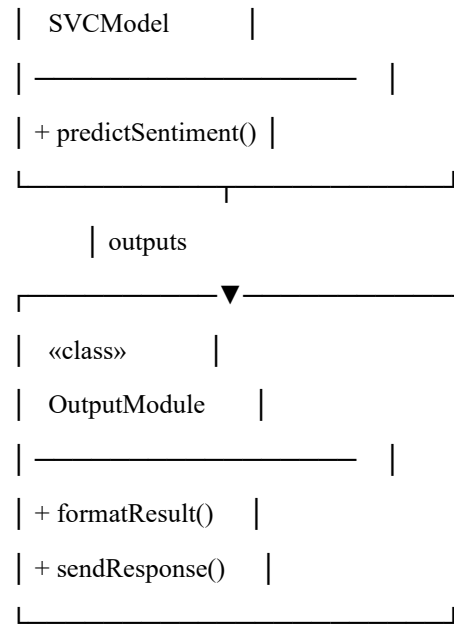 SVCModel
+ predictSentiment()
outputs
«class»
OutputModule
+ formatResult()
+ sendResponse()